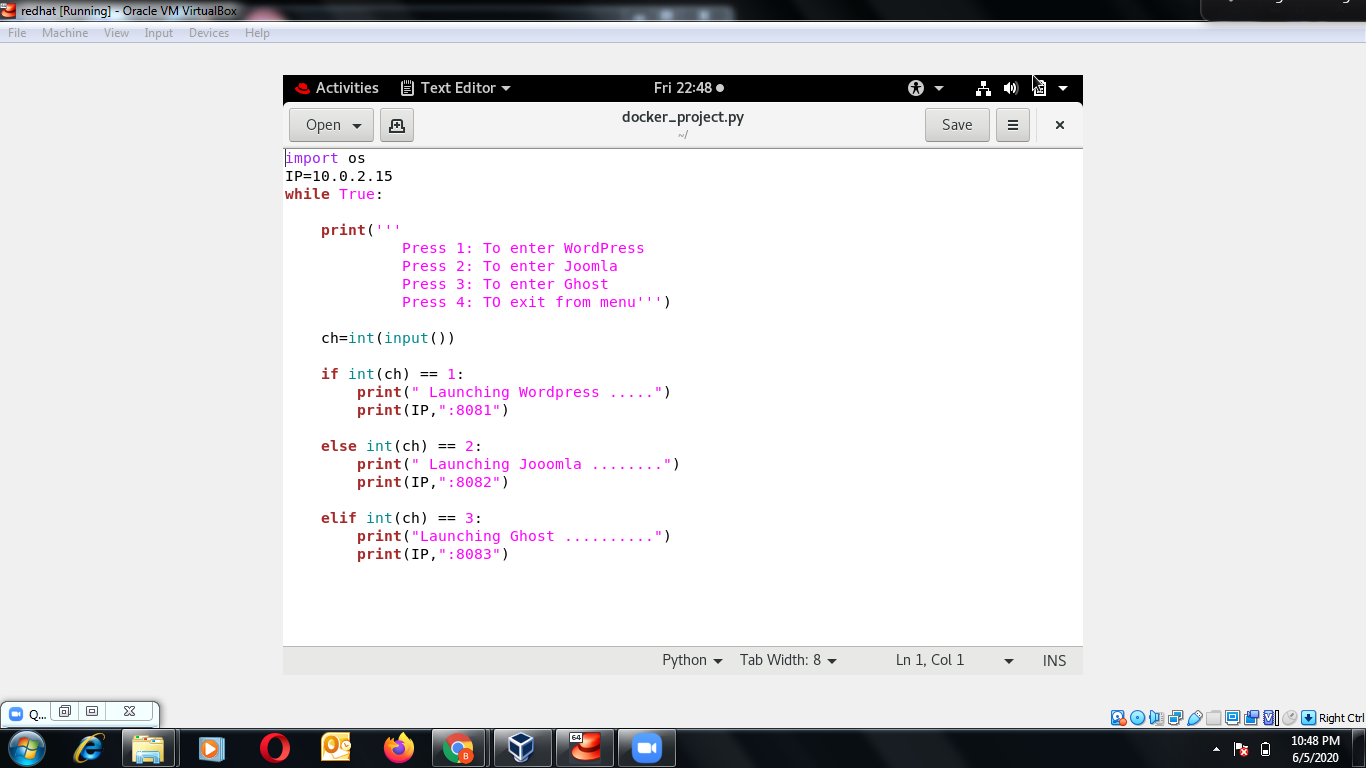 redhat [Running] - Oracle VM VirtualBox
File Machine View Input Devices Help
Activities Text Editor Fri 22:48
Open docker_project.py Save
~/
import os
IP=10.0.2.15
while True:
print('''
Press 1: To enter WordPress
Press 2: To enter Joomla
Press 3: To enter Ghost
Press 4: TO exit from menu''')
ch=int(input())
if int(ch) == 1:
print(" Launching Wordpress .....")
print(IP,":8081")
else int(ch) == 2:
print(" Launching Jooomla ........")
print(IP,":8082")
elif int(ch) == 3:
print("Launching Ghost ..........")
print(IP,":8083")
Python Tab Width: 8 Ln 1, Col 1 INS
Q...
Right Ctrl
64
B
10:48 PM
6/5/2020